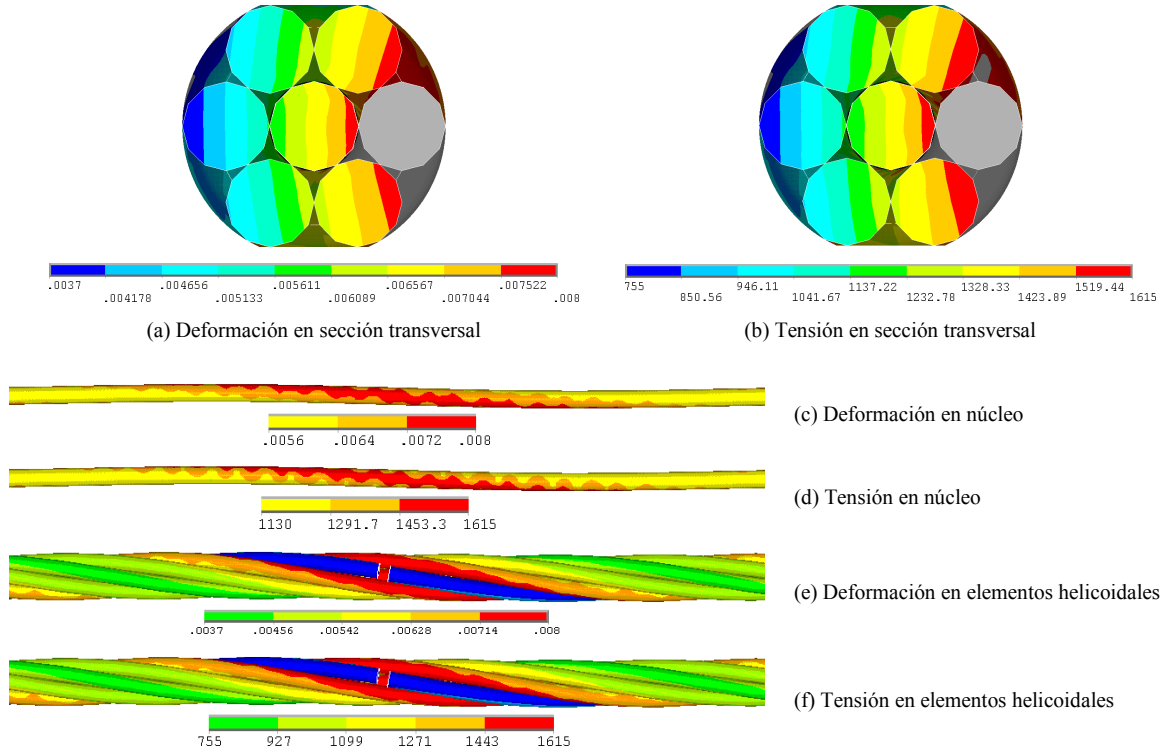 .0037 .004656 .005611 .006567 .007522
.004178 .005133 .006089 .007044 .008
(a) Deformación en sección transversal
755 946.11 1137.22 1328.33 1519.44
850.56 1041.67 1232.78 1423.89 1615
(b) Tensión en sección transversal
.0056 .0064 .0072 .008
(c) Deformación en núcleo
1130 1291.7 1453.3 1615
(d) Tensión en núcleo
.0037 .00456 .00542 .00628 .00714 .008
(e) Deformación en elementos helicoidales
755 927 1099 1271 1443 1615
(f) Tensión en elementos helicoidales